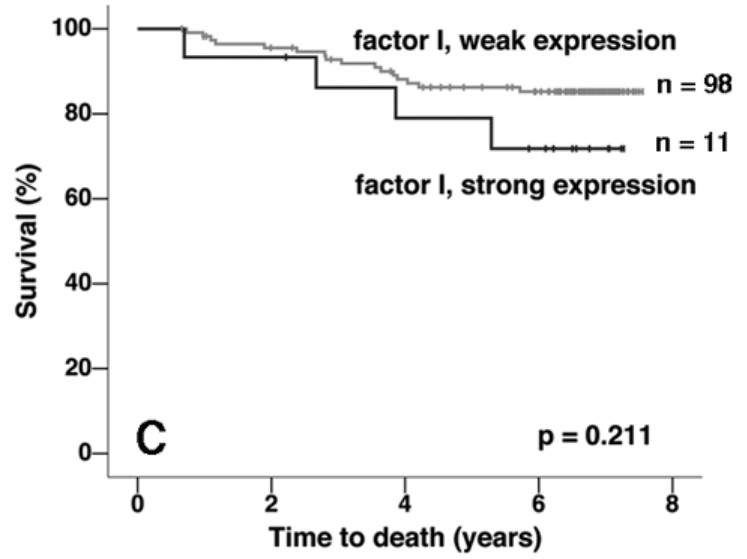 100
80
60
40
20
0
Survival (%)
factor I, weak expression
n = 98
n = 11
factor I, strong expression
C
p = 0.211
0 2 4 6 8
Time to death (years)